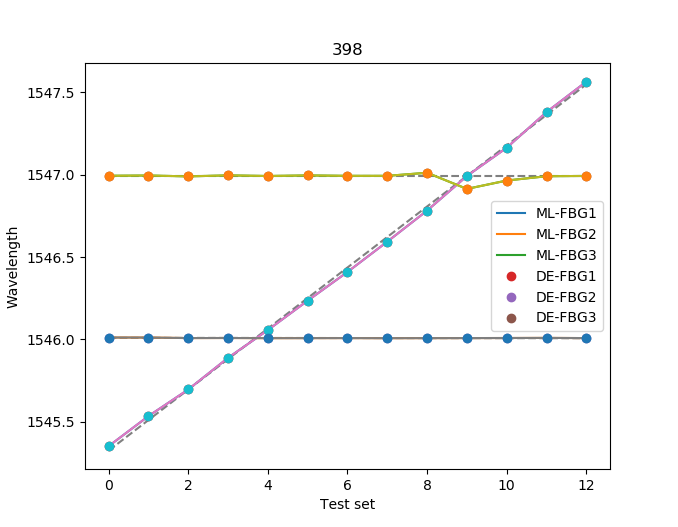 398
1547.5
1547.0
1546.5
1546.0
1545.5
Wavelength
0 2 4 6 8 10 12
Test set
ML-FBG1
ML-FBG2
ML-FBG3
DE-FBG1
DE-FBG2
DE-FBG3